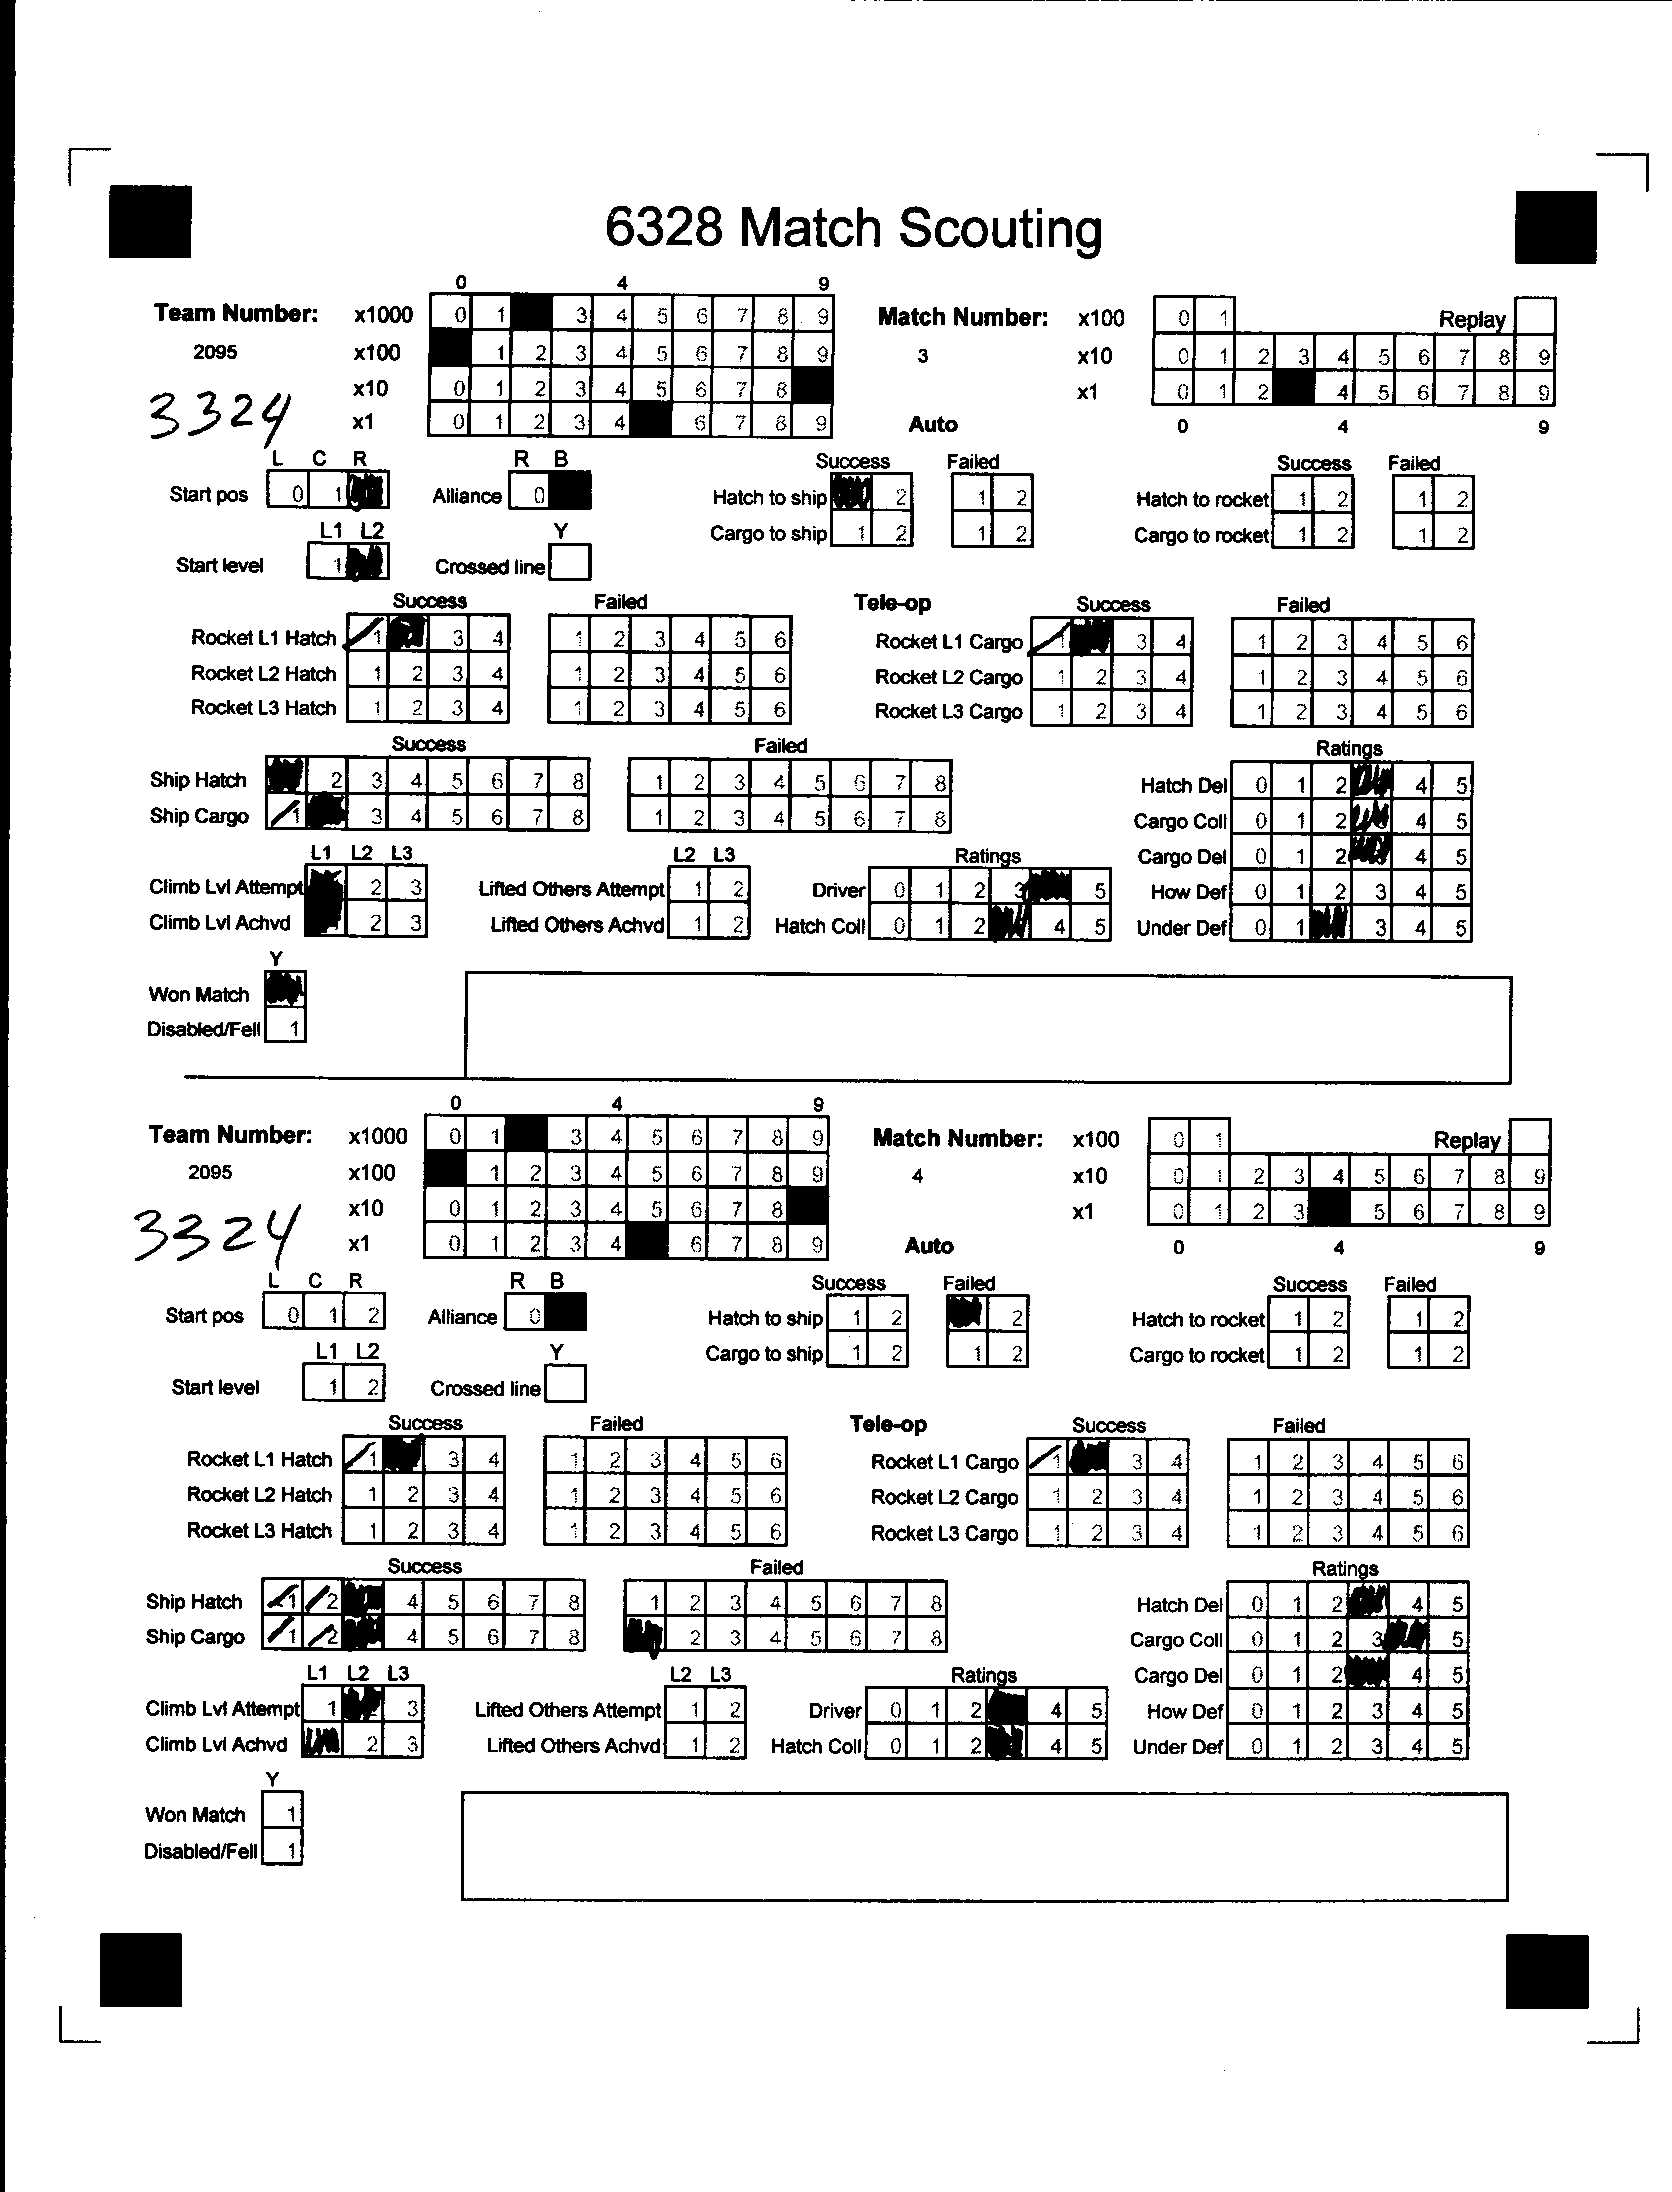 6328 Match Scouting
0 4 9
Team Number: x1000 0 1 3 4 5 6 7 8 9 Match Number: x100 0 1 Replay
2095 x100 1 2 3 4 5 6 7 8 9 3 x10 0 1 2 3 4 5 6 7 8 9
x10 0 1 2 3 4 5 6 7 8 x1 0 1 2 4 5 6 7 8 9
3324 x1 0 1 2 3 4 6 7 8 9 Auto 0 4 9
L C R R B Success Failed Success Failed
Start pos 0 1 Alliance 0 Hatch to ship 2 1 2 Hatch to rocket 1 2 1 2
L1 L2 Y Cargo to ship 1 2 1 2 Cargo to rocket 1 2 1 2
Start level 1 Crossed line
Success Failed Tele-op Success Failed
Rocket L1 Hatch 1 3 4 1 2 3 4 5 6 Rocket L1 Cargo 1 3 4 1 2 3 4 5 6
Rocket L2 Hatch 1 2 3 4 1 2 3 4 5 6 Rocket L2 Cargo 1 2 3 4 1 2 3 4 5 6
Rocket L3 Hatch 1 2 3 4 1 2 3 4 5 6 Rocket L3 Cargo 1 2 3 4 1 2 3 4 5 6
Success Failed Ratings
Ship Hatch 2 3 4 5 6 7 8 1 2 3 4 5 6 7 8 Hatch Del 0 1 2 4 5
Ship Cargo 1 3 4 5 6 7 8 1 2 3 4 5 6 7 8 Cargo Coll 0 1 2 4 5
L1 L2 L3 L2 L3 Ratings Cargo Del 0 1 2 4 5
Climb Lvl Attempt 2 3 Lifted Others Attempt 1 2 Driver 0 1 2 3 5 How Def 0 1 2 3 4 5
Climb Lvl Achvd 2 3 Lifted Others Achvd 1 2 Hatch Coll 0 1 2 4 5 Under Def 0 1 3 4 5
Y
Won Match
Disabled/Fell 1
0 4 9
Team Number: x1000 0 1 3 4 5 6 7 8 9 Match Number: x100 0 1 Replay
2095 x100 1 2 3 4 5 6 7 8 9 4 x10 0 1 2 3 4 5 6 7 8 9
x10 0 1 2 3 4 5 6 7 8 x1 0 1 2 3 5 6 7 8 9
3324 x1 0 1 2 3 4 6 7 8 9 Auto 0 4 9
L C R R B Success Failed Success Failed
Start pos 0 1 2 Alliance 0 Hatch to ship 1 2 2 Hatch to rocket 1 2 1 2
L1 L2 Y Cargo to ship 1 2 1 2 Cargo to rocket 1 2 1 2
Start level 1 2 Crossed line
Success Failed Tele-op Success Failed
Rocket L1 Hatch 1 3 4 1 2 3 4 5 6 Rocket L1 Cargo 1 3 4 1 2 3 4 5 6
Rocket L2 Hatch 1 2 3 4 1 2 3 4 5 6 Rocket L2 Cargo 1 2 3 4 1 2 3 4 5 6
Rocket L3 Hatch 1 2 3 4 1 2 3 4 5 6 Rocket L3 Cargo 1 2 3 4 1 2 3 4 5 6
Success Failed Ratings
Ship Hatch 1 2 4 5 6 7 8 1 2 3 4 5 6 7 8 Hatch Del 0 1 2 4 5
Ship Cargo 1 2 4 5 6 7 8 2 3 4 5 6 7 8 Cargo Coll 0 1 2 3 5
L1 L2 L3 L2 L3 Ratings Cargo Del 0 1 2 4 5
Climb Lvl Attempt 1 3 Lifted Others Attempt 1 2 Driver 0 1 2 4 5 How Def 0 1 2 3 4 5
Climb Lvl Achvd 2 3 Lifted Others Achvd 1 2 Hatch Coll 0 1 2 4 5 Under Def 0 1 2 3 4 5
Y
Won Match 1
Disabled/Fell 1